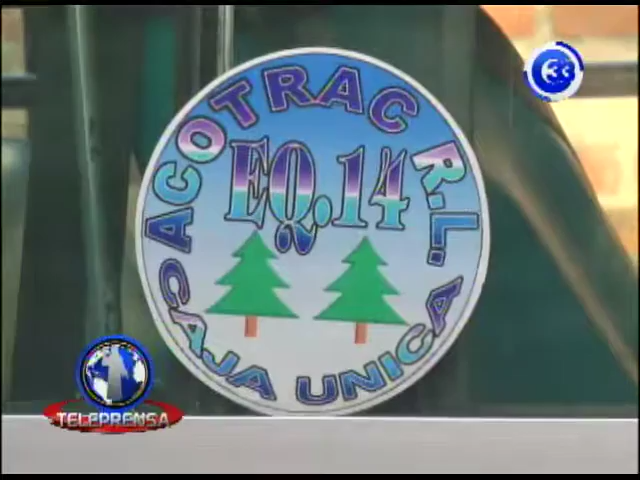 33
ACOTRAC R.L.
EQ.14
CAJA UNICA
TELEPRENSA